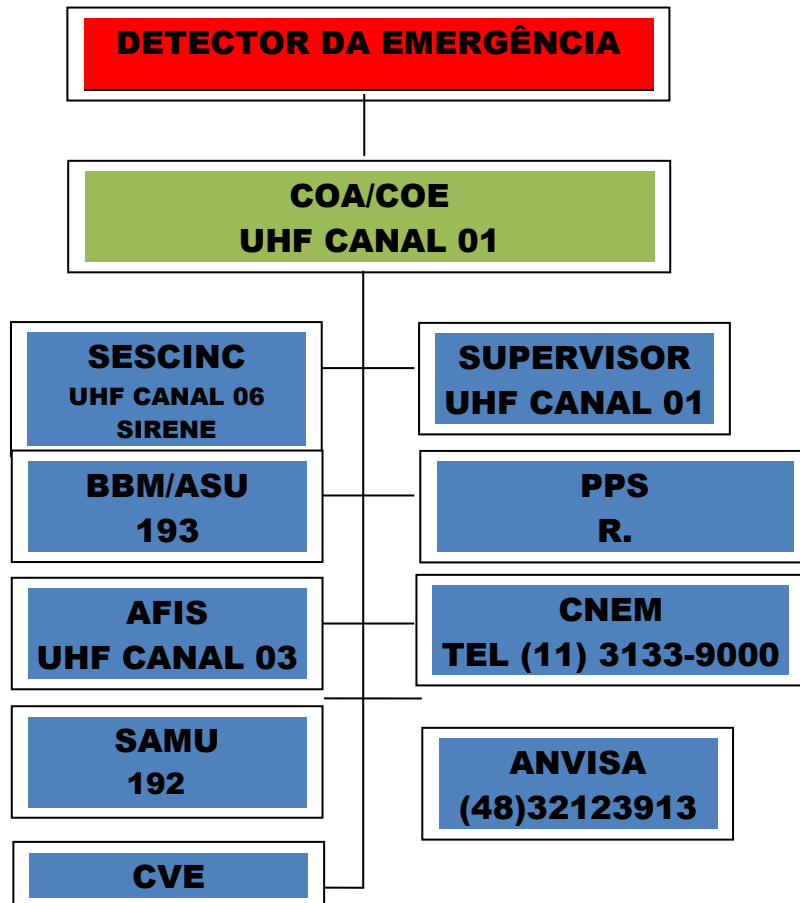 DETECTOR DA EMERGÊNCIA
COA/COE
UHF CANAL 01
SESCINC
UHF CANAL 06
SIRENE
SUPERVISOR
UHF CANAL 01
BBM/ASU
193
PPS
R.
AFIS
UHF CANAL 03
CNEM
TEL (11) 3133-9000
SAMU
192
ANVISA
(48)32123913
CVE